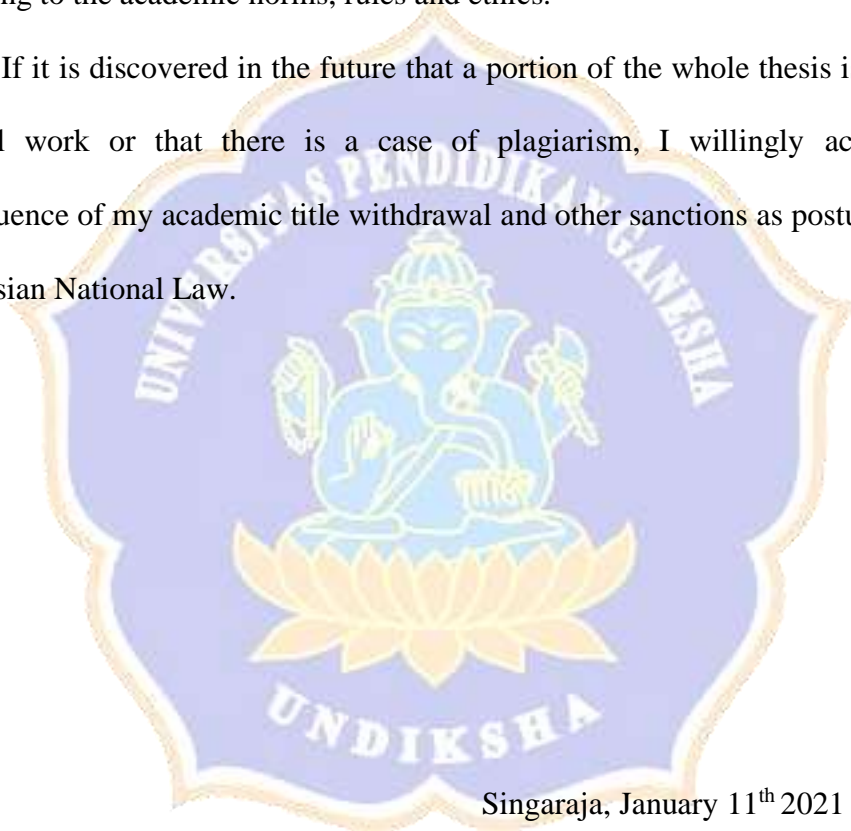 ng to the academic norms, rules and ethics.
If it is discovered in the future that a portion of the whole thesis i
l work or that there is a case of plagiarism, I willingly ac
uence of my academic title withdrawal and other sanctions as postu
sian National Law.
UNIVERSITAS PENDIDIKAN GANESHA
UNDIKSHA
Singaraja, January 11th 2021